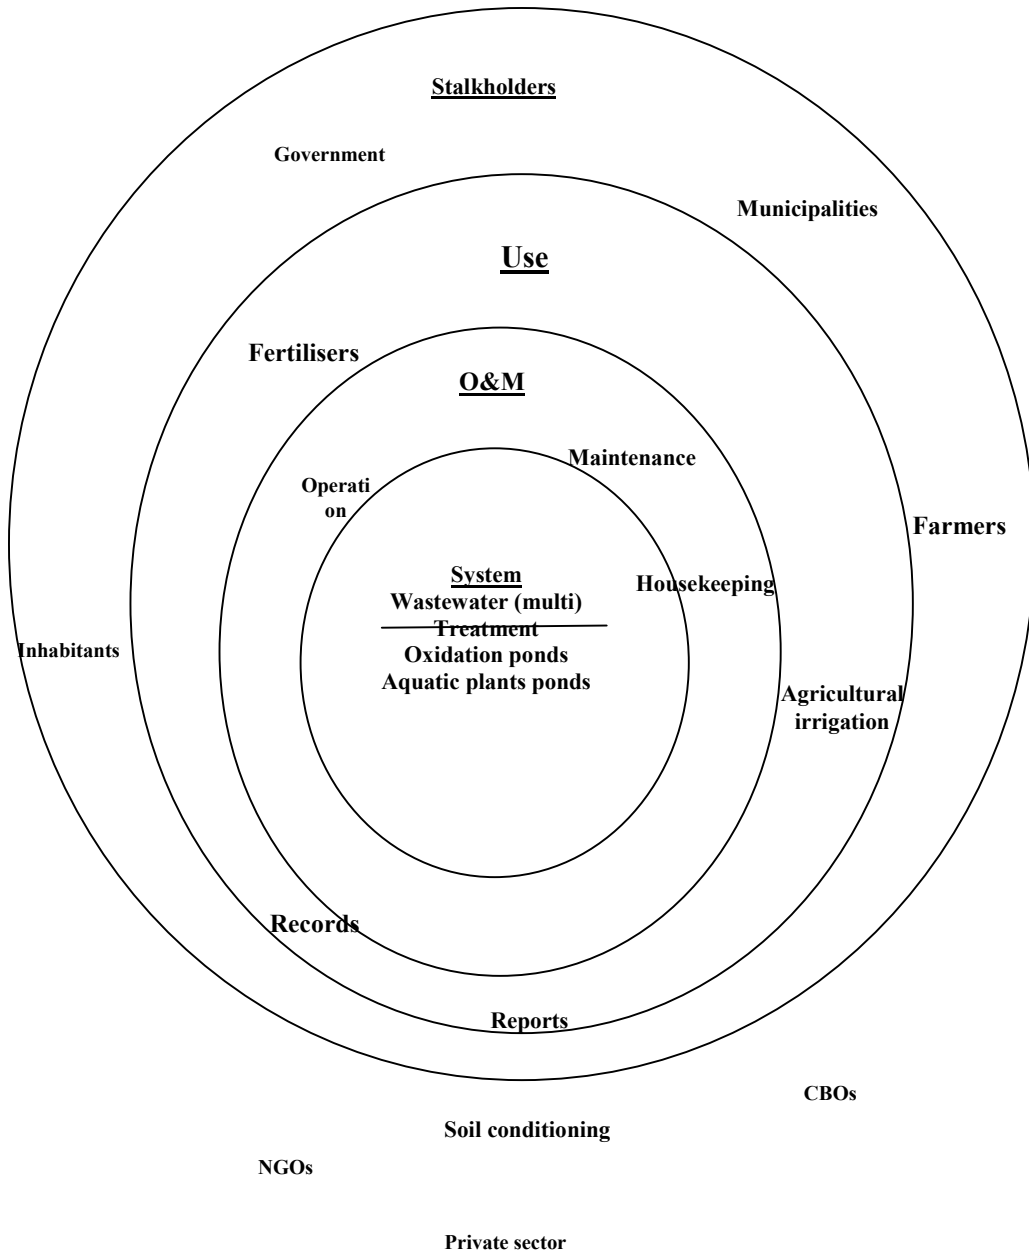 Stalkholders
Government
Municipalities
Use
Fertilisers
O&M
Maintenance
Operati
on
Farmers
System
Wastewater (multi)
Treatment
Oxidation ponds
Aquatic plants ponds
Housekeeping
Inhabitants
Agricultural
irrigation
Records
Reports
CBOs
Soil conditioning
NGOs
Private sector